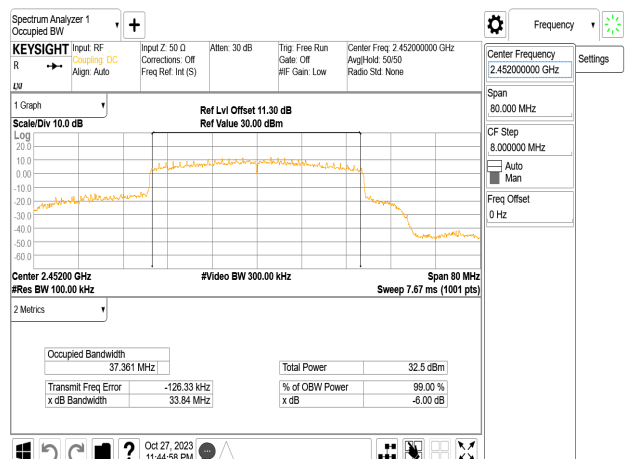 Spectrum Analyzer 1
Occupied BW
Frequency
KEYSIGHT
R
LXI
Input: RF
Coupling: DC
Align: Auto
Input Z: 50 Ω
Corrections: Off
Freq Ref: Int (S)
Atten: 30 dB
Trig: Free Run
Gate: Off
#IF Gain: Low
Center Freq: 2.452000000 GHz
Avg|Hold: 50/50
Radio Std: None
Center Frequency
2.452000000 GHz
Settings
Span
80.000 MHz
CF Step
8.000000 MHz
Auto
Man
Freq Offset
0 Hz
1 Graph
Scale/Div 10.0 dB
Ref Lvl Offset 11.30 dB
Ref Value 30.00 dBm
Log
20.0
10.0
0.00
-10.0
-20.0
-30.0
-40.0
-50.0
-60.0
Center 2.45200 GHz
#Video BW 300.00 kHz
Span 80 MHz
#Res BW 100.00 kHz
Sweep 7.67 ms (1001 pts)
2 Metrics
Occupied Bandwidth
37.361 MHz
Total Power 32.5 dBm
Transmit Freq Error -126.33 kHz
% of OBW Power 99.00 %
x dB Bandwidth 33.84 MHz
x dB -6.00 dB
?
Oct 27, 2023
11:44:58 PM